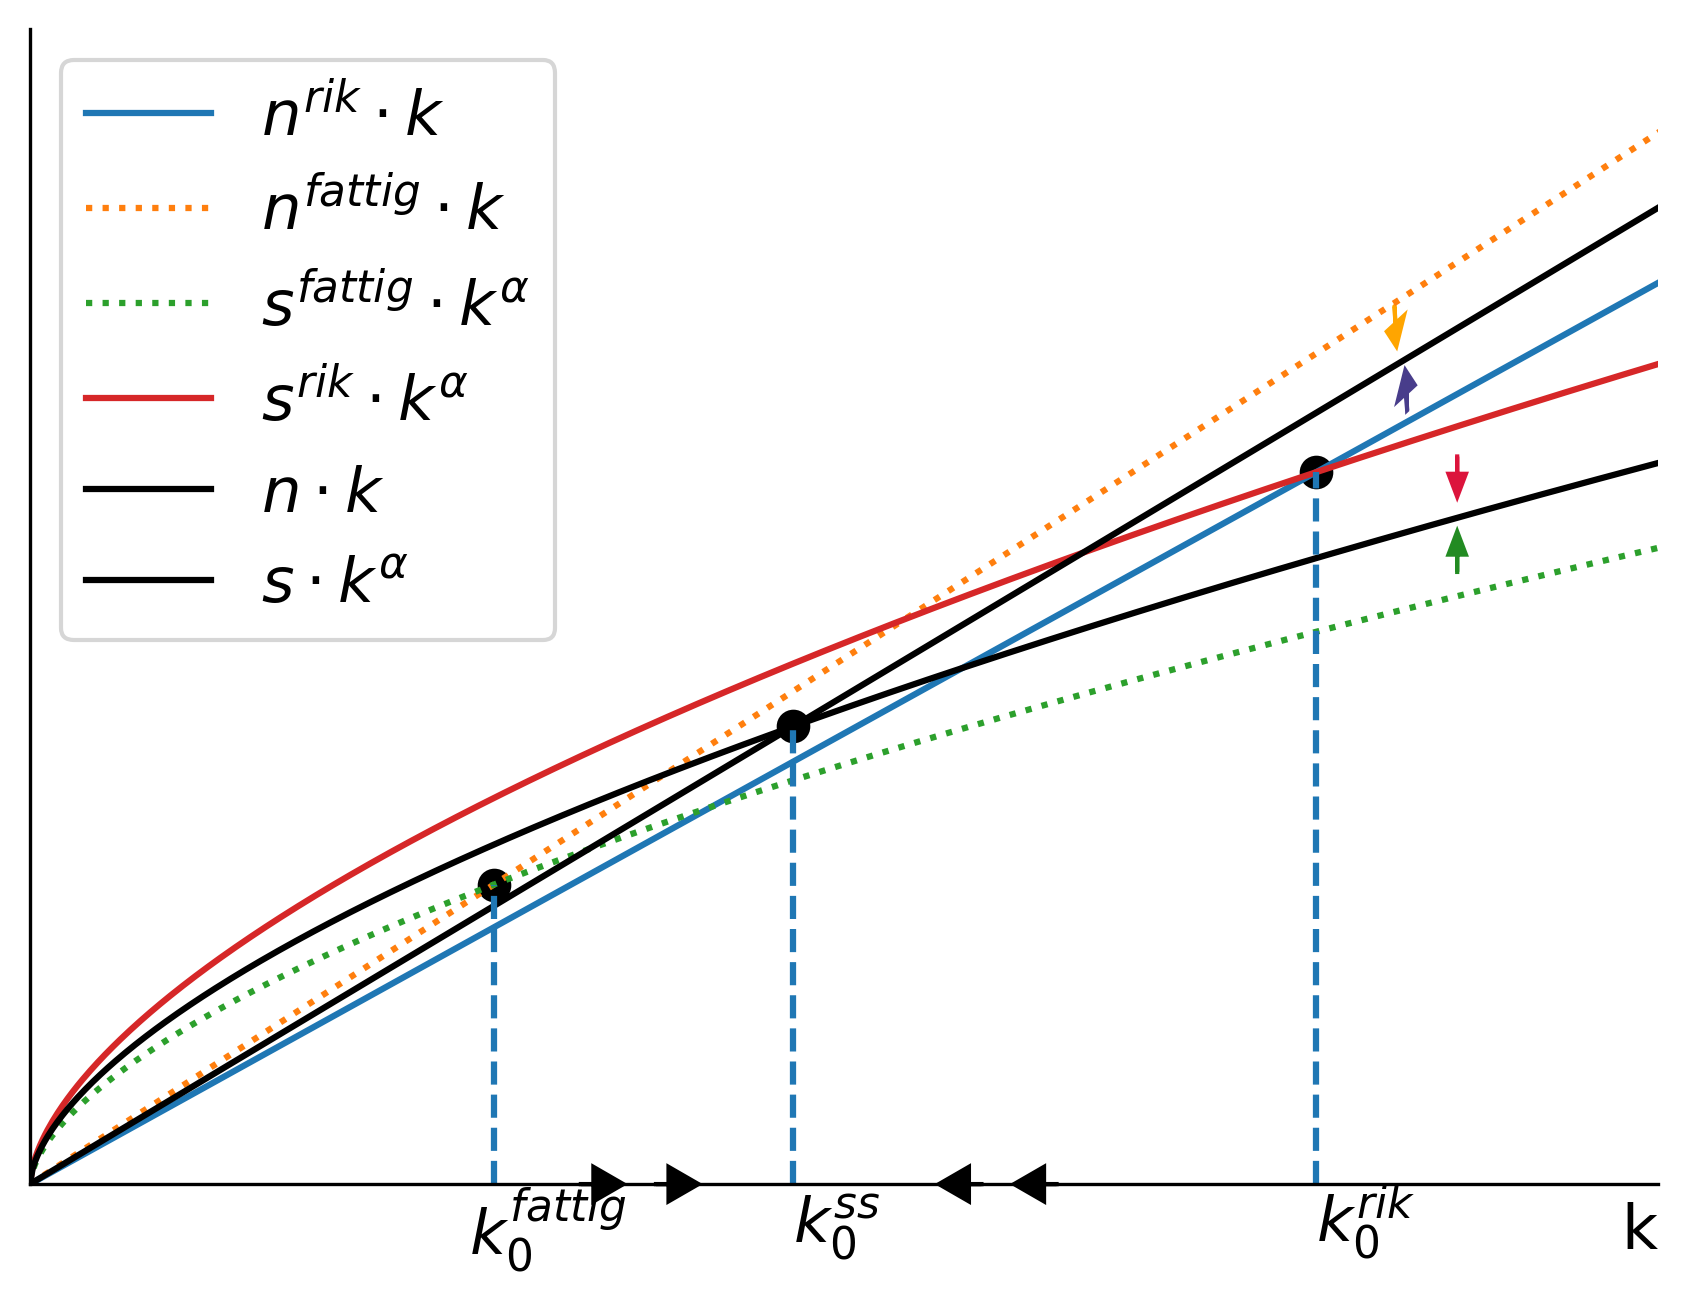 n^{rik} · k
n^{fattig} · k
s^{fattig} · k^α
s^{rik} · k^α
n · k
s · k^α
k_0^{fattig}
k_0^{ss}
k_0^{rik}
k